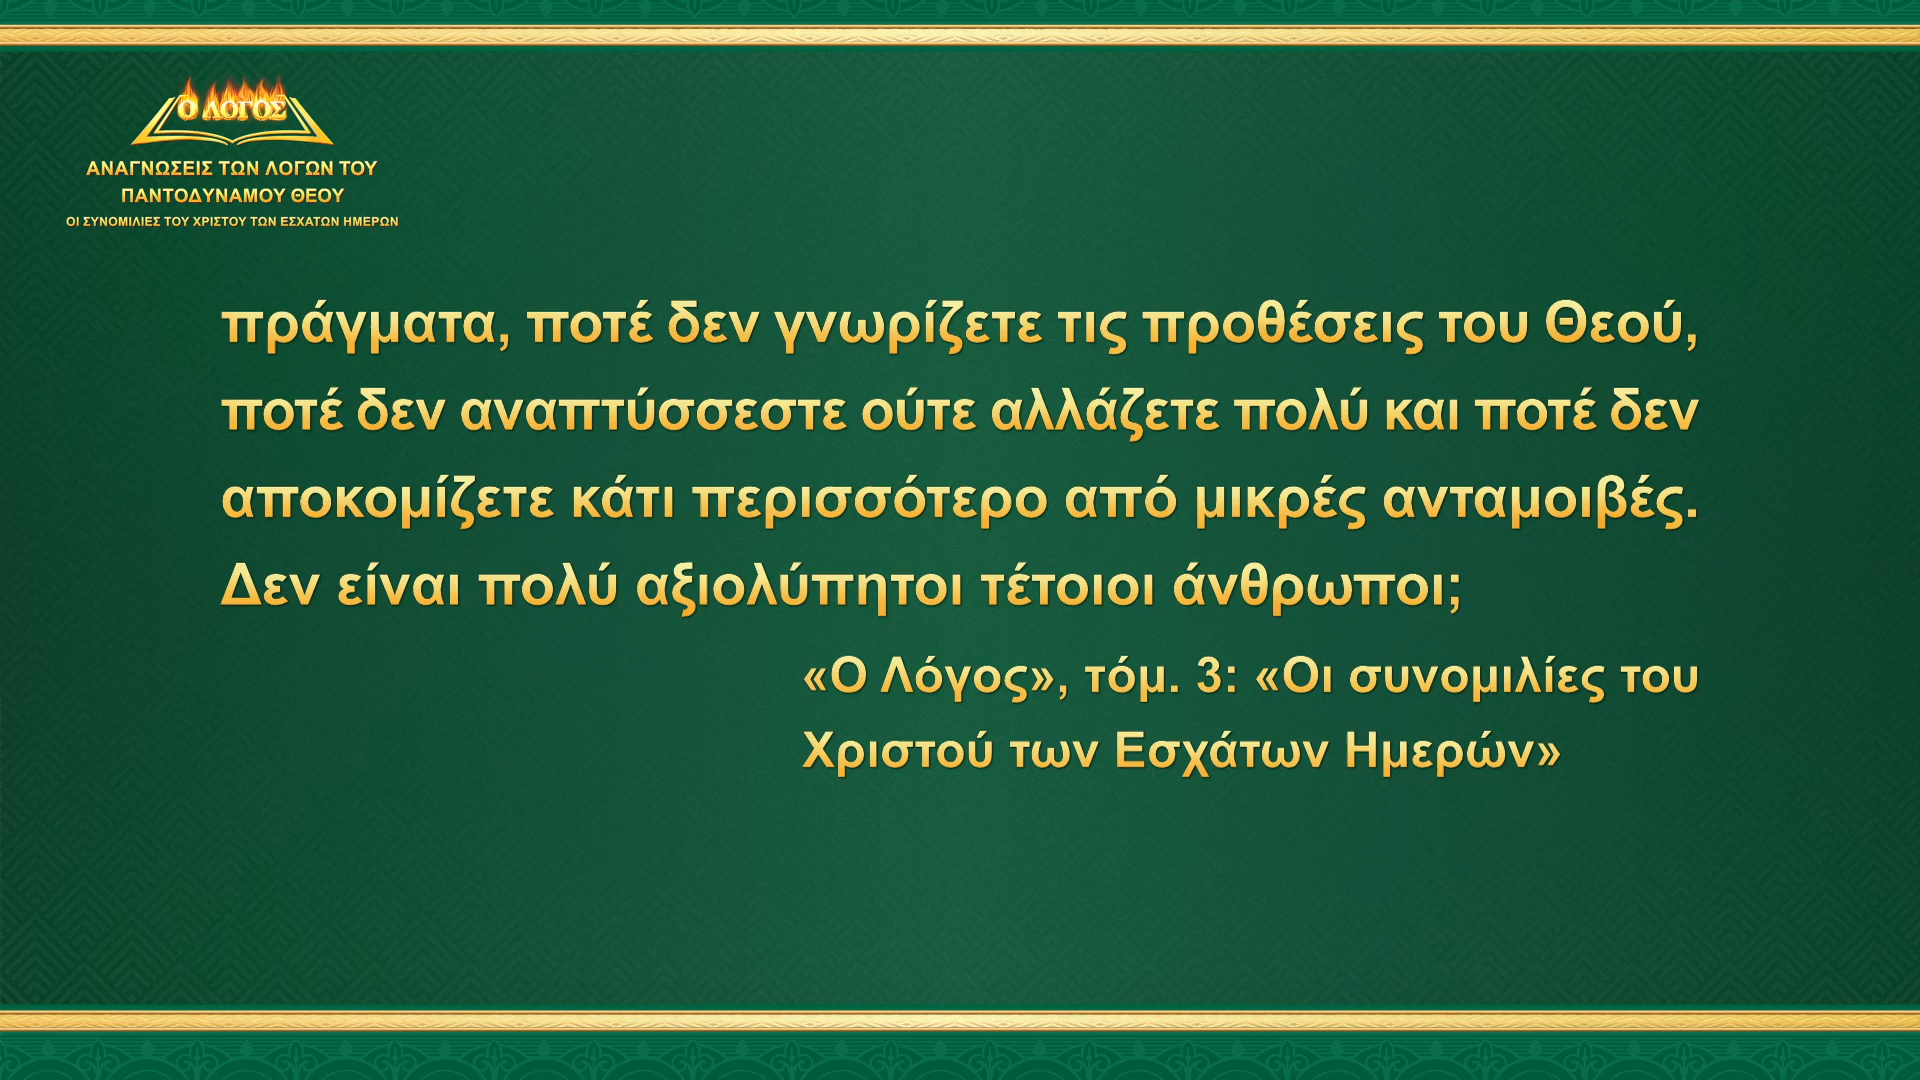 Ο ΛΟΓΟΣ
ΑΝΑΓΝΩΣΕΙΣ ΤΩΝ ΛΟΓΩΝ ΤΟΥ
ΠΑΝΤΟΔΥΝΑΜΟΥ ΘΕΟΥ
ΟΙ ΣΥΝΟΜΙΛΙΕΣ ΤΟΥ ΧΡΙΣΤΟΥ ΤΩΝ ΕΣΧΑΤΩΝ ΗΜΕΡΩΝ
πράγματα, ποτέ δεν γνωρίζετε τις προθέσεις του Θεού,
ποτέ δεν αναπτύσσεστε ούτε αλλάζετε πολύ και ποτέ δεν
αποκομίζετε κάτι περισσότερο από μικρές ανταμοιβές.
Δεν είναι πολύ αξιολύπητοι τέτοιοι άνθρωποι;
«Ο Λόγος», τόμ. 3: «Οι συνομιλίες του
Χριστού των Εσχάτων Ημερών»